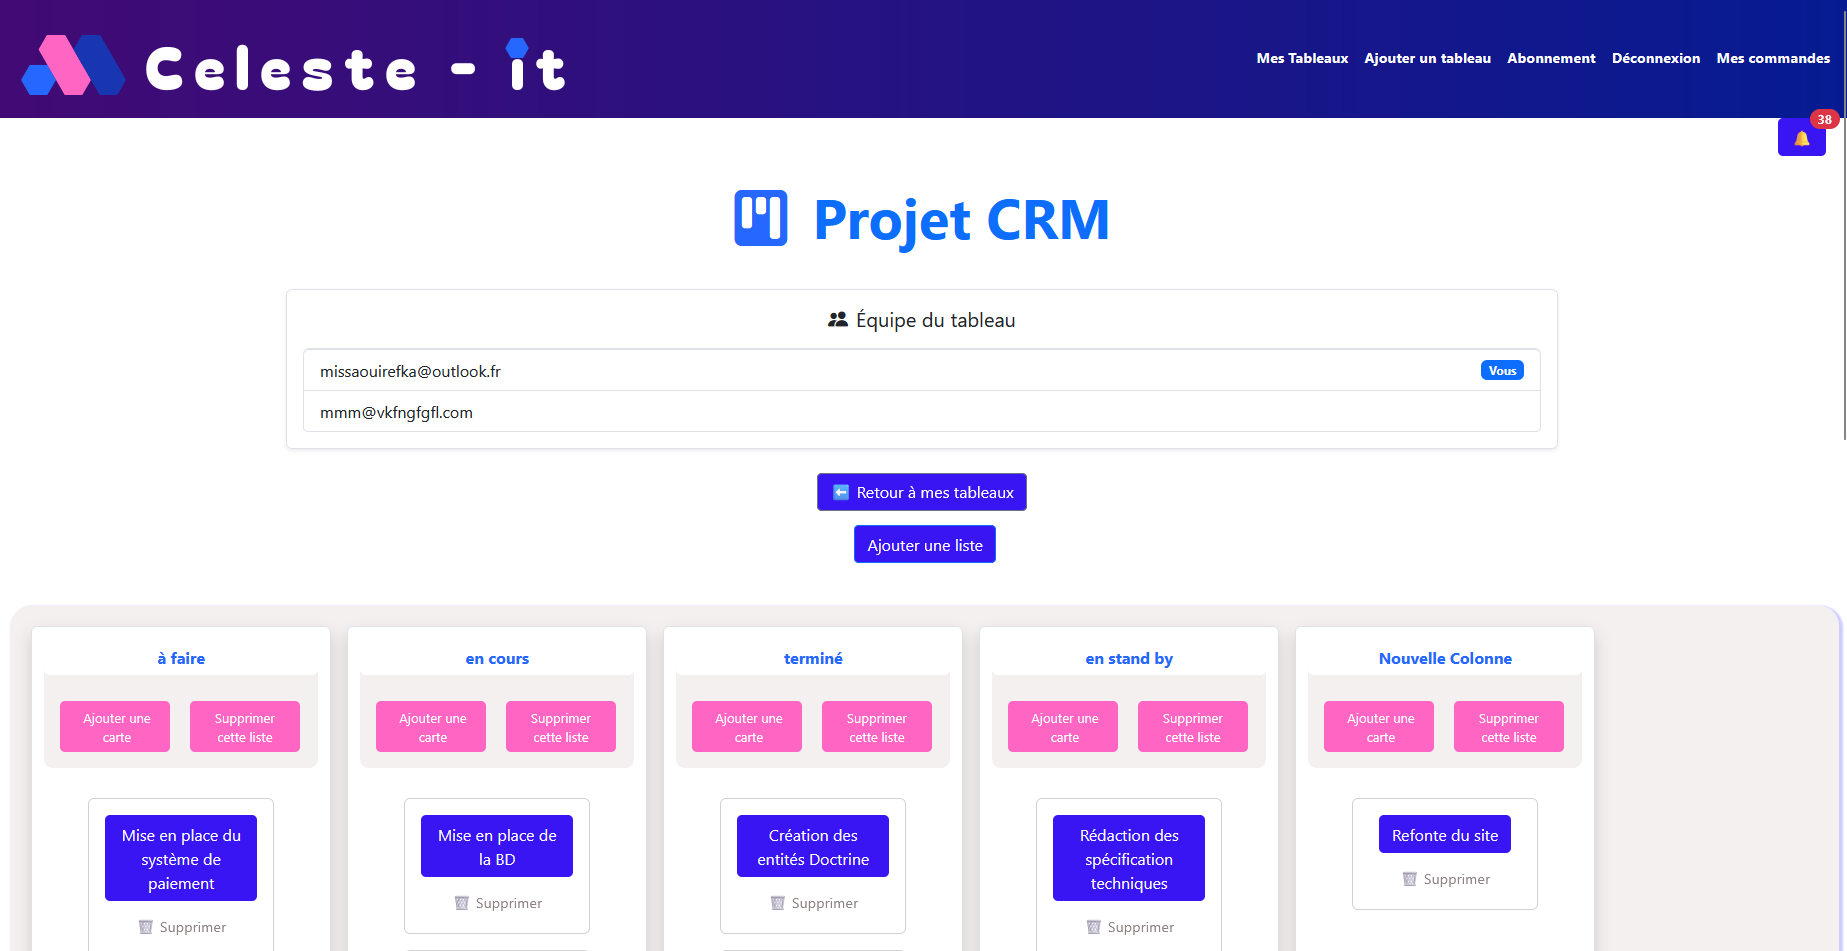 Celeste - it
Mes Tableaux Ajouter un tableau Abonnement Déconnexion Mes commandes
38
Projet CRM
Équipe du tableau
missaouirefka@outlook.fr Vous
mmm@vkfngfgfl.com
Retour à mes tableaux
Ajouter une liste
à faire
Ajouter une
carte
Supprimer
cette liste
Mise en place du
système de
paiement
Supprimer
en cours
Ajouter une
carte
Supprimer
cette liste
Mise en place de
la BD
Supprimer
terminé
Ajouter une
carte
Supprimer
cette liste
Création des
entités Doctrine
Supprimer
en stand by
Ajouter une
carte
Supprimer
cette liste
Rédaction des
spécification
techniques
Supprimer
Nouvelle Colonne
Ajouter une
carte
Supprimer
cette liste
Refonte du site
Supprimer